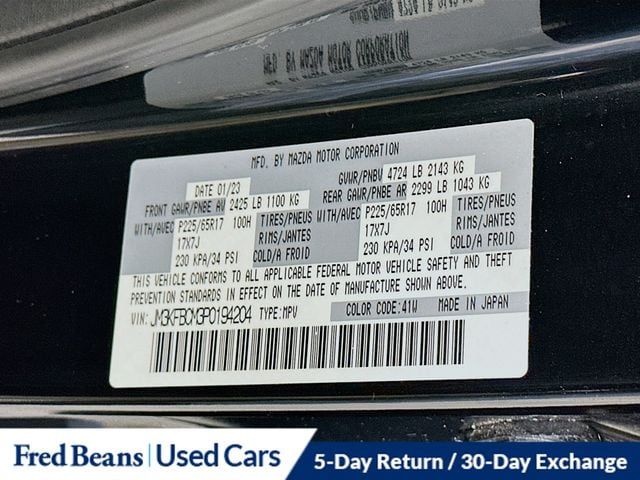 MFD. BY MAZDA MOTOR CORPORATION
DATE 01/23
GVWR/PNBV 4724 LB 2143 KG
FRONT GAWR/PNBE AV 2425 LB 1100 KG
REAR GAWR/PNBE AR 2299 LB 1043 KG
WITH/AVEC P225/65R17 100H TIRES/PNEUS
17X7J RIMS/JANTES
230 KPA/34 PSI COLD/A FROID
WITH/AVEC P225/65R17 100H TIRES/PNEUS
17X7J RIMS/JANTES
230 KPA/34 PSI COLD/A FROID
THIS VEHICLE CONFORMS TO ALL APPLICABLE FEDERAL MOTOR VEHICLE SAFETY AND THEFT
PREVENTION STANDARDS IN EFFECT ON THE DATE OF MANUFACTURE SHOWN ABOVE.
VIN: JM3KFBCM3P0194204 TYPE:MPV
COLOR CODE:41W MADE IN JAPAN
Fred Beans | Used Cars
5-Day Return / 30-Day Exchange